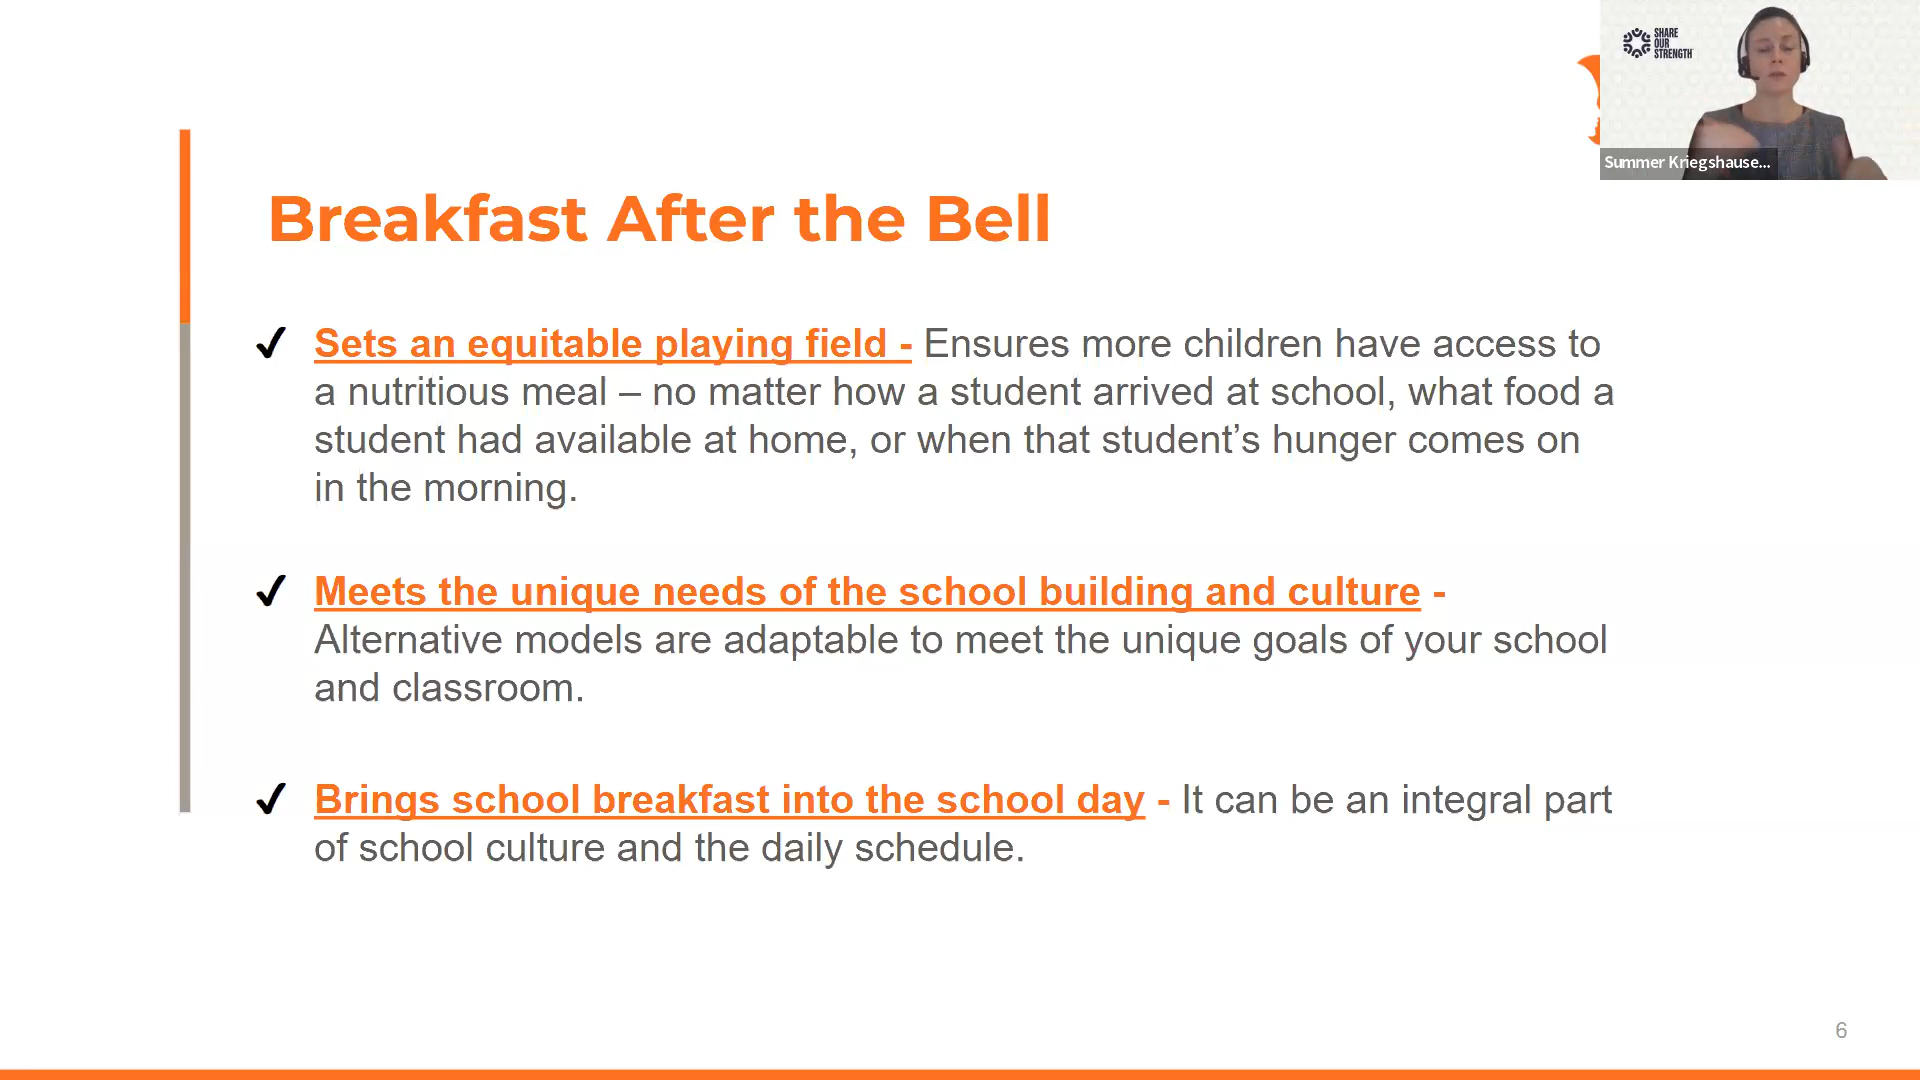 SHARE
OUR
STRENGTH
Summer Kriegshause...
Breakfast After the Bell
✓ Sets an equitable playing field - Ensures more children have access to
a nutritious meal – no matter how a student arrived at school, what food a
student had available at home, or when that student’s hunger comes on
in the morning.
✓ Meets the unique needs of the school building and culture -
Alternative models are adaptable to meet the unique goals of your school
and classroom.
✓ Brings school breakfast into the school day - It can be an integral part
of school culture and the daily schedule.
6